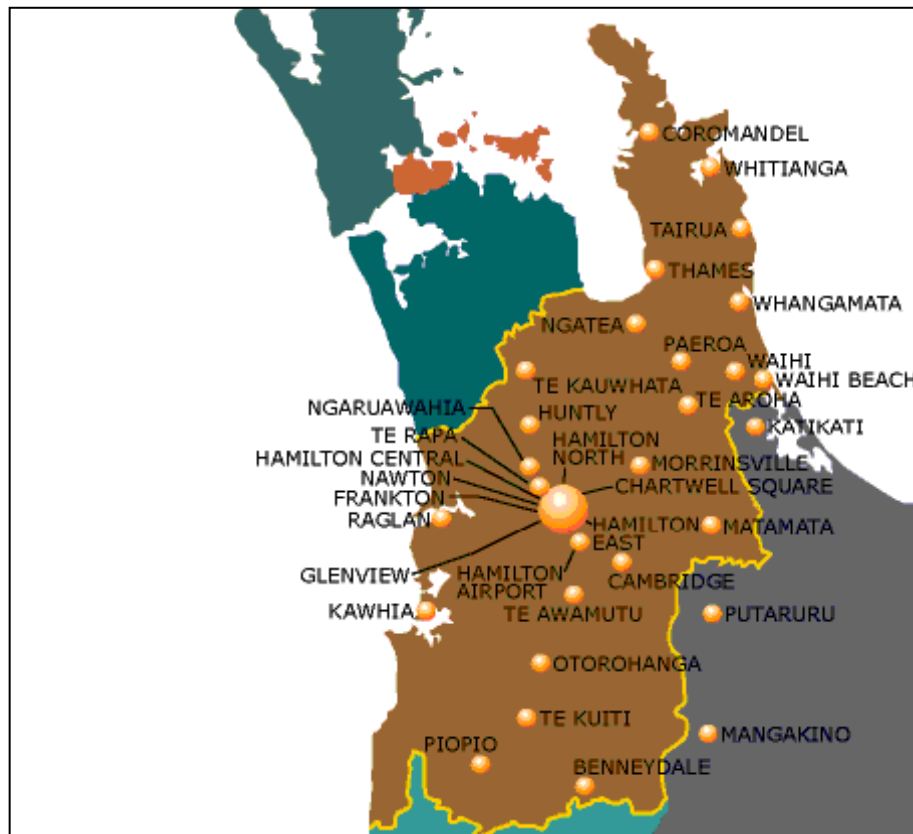 COROMANDEL
WHITIANGA
TAIRUA
THAMES
WHANGAMATA
NGATEA
PAEROA
WAIHI
WAIHI BEACH
TE KAUWHATA
TE AROHA
NGARUAWAHIA
HUNTLY
KATIKATI
TE RAPA
HAMILTON
NORTH
HAMILTON CENTRAL
MORRINSVILLE
NAWTON
CHARTWELL SQUARE
FRANKTON
RAGLAN
HAMILTON
EAST
MATAMATA
GLENVIEW
HAMILTON
AIRPORT
CAMBRIDGE
KAWHIA
TE AWAMUTU
PUTARURU
OTOROHANGA
TE KUITI
MANGAKINO
PIOPIO
BENNEYDALE